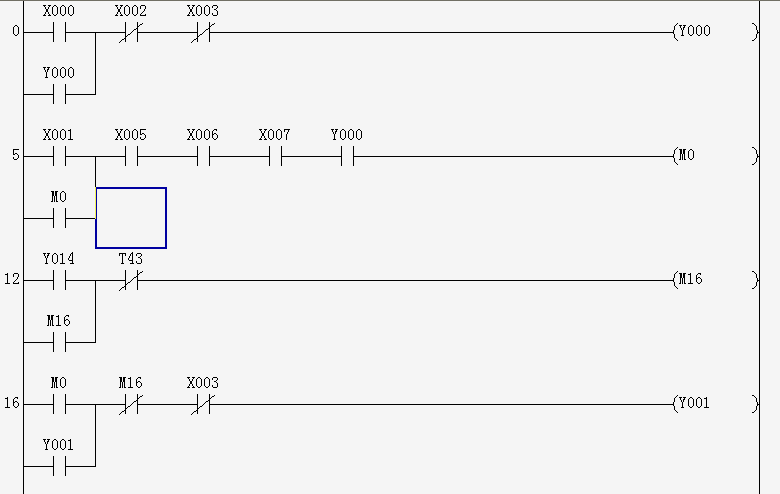 X000 X002 X003
0 (Y000 )
Y000
X001 X005 X006 X007 Y000
5 (M0 )
M0
Y014 T43
12 (M16 )
M16
M0 M16 X003
16 (Y001 )
Y001